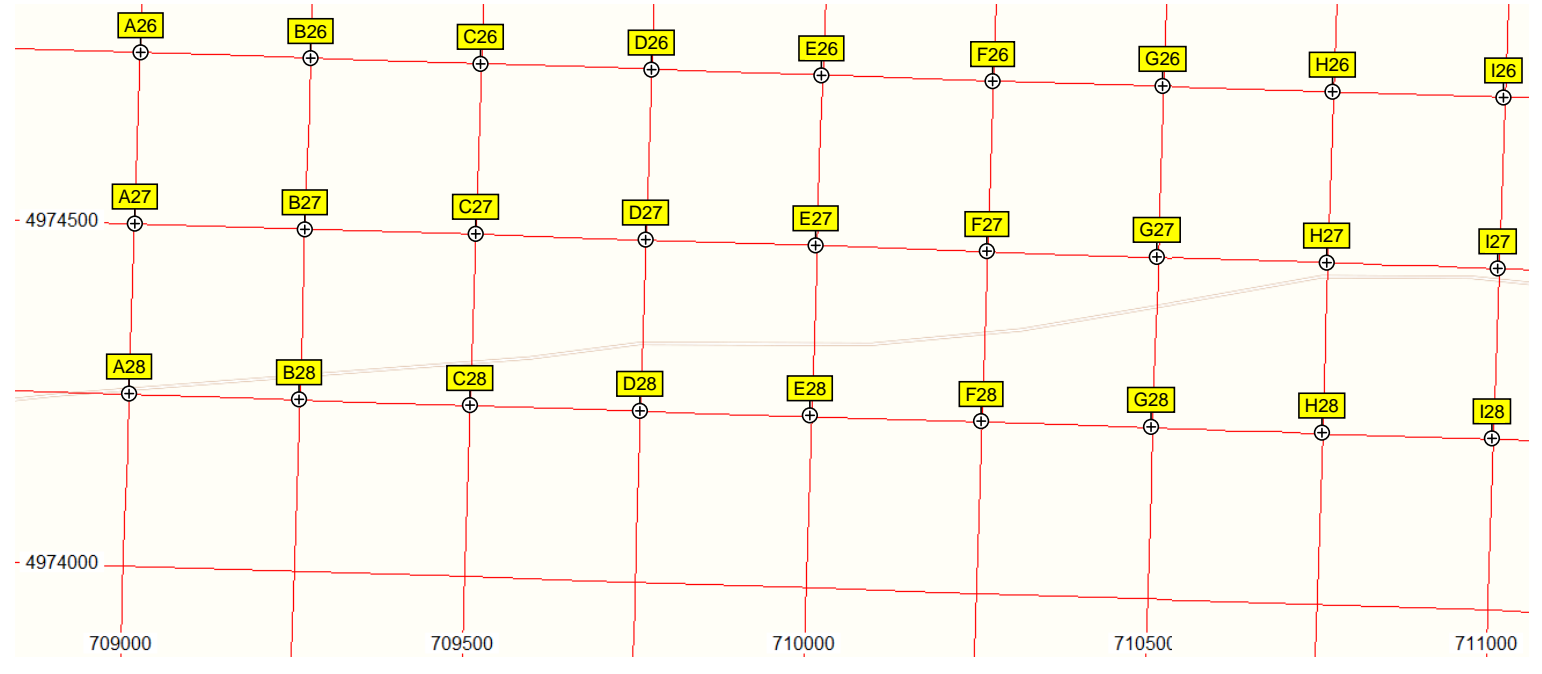 A26 B26 C26 D26 E26 F26 G26 H26 I26
A27 B27 C27 D27 E27 F27 G27 H27 I27
4974500
A28 B28 C28 D28 E28 F28 G28 H28 I28
4974000
709000 709500 710000 710500 711000